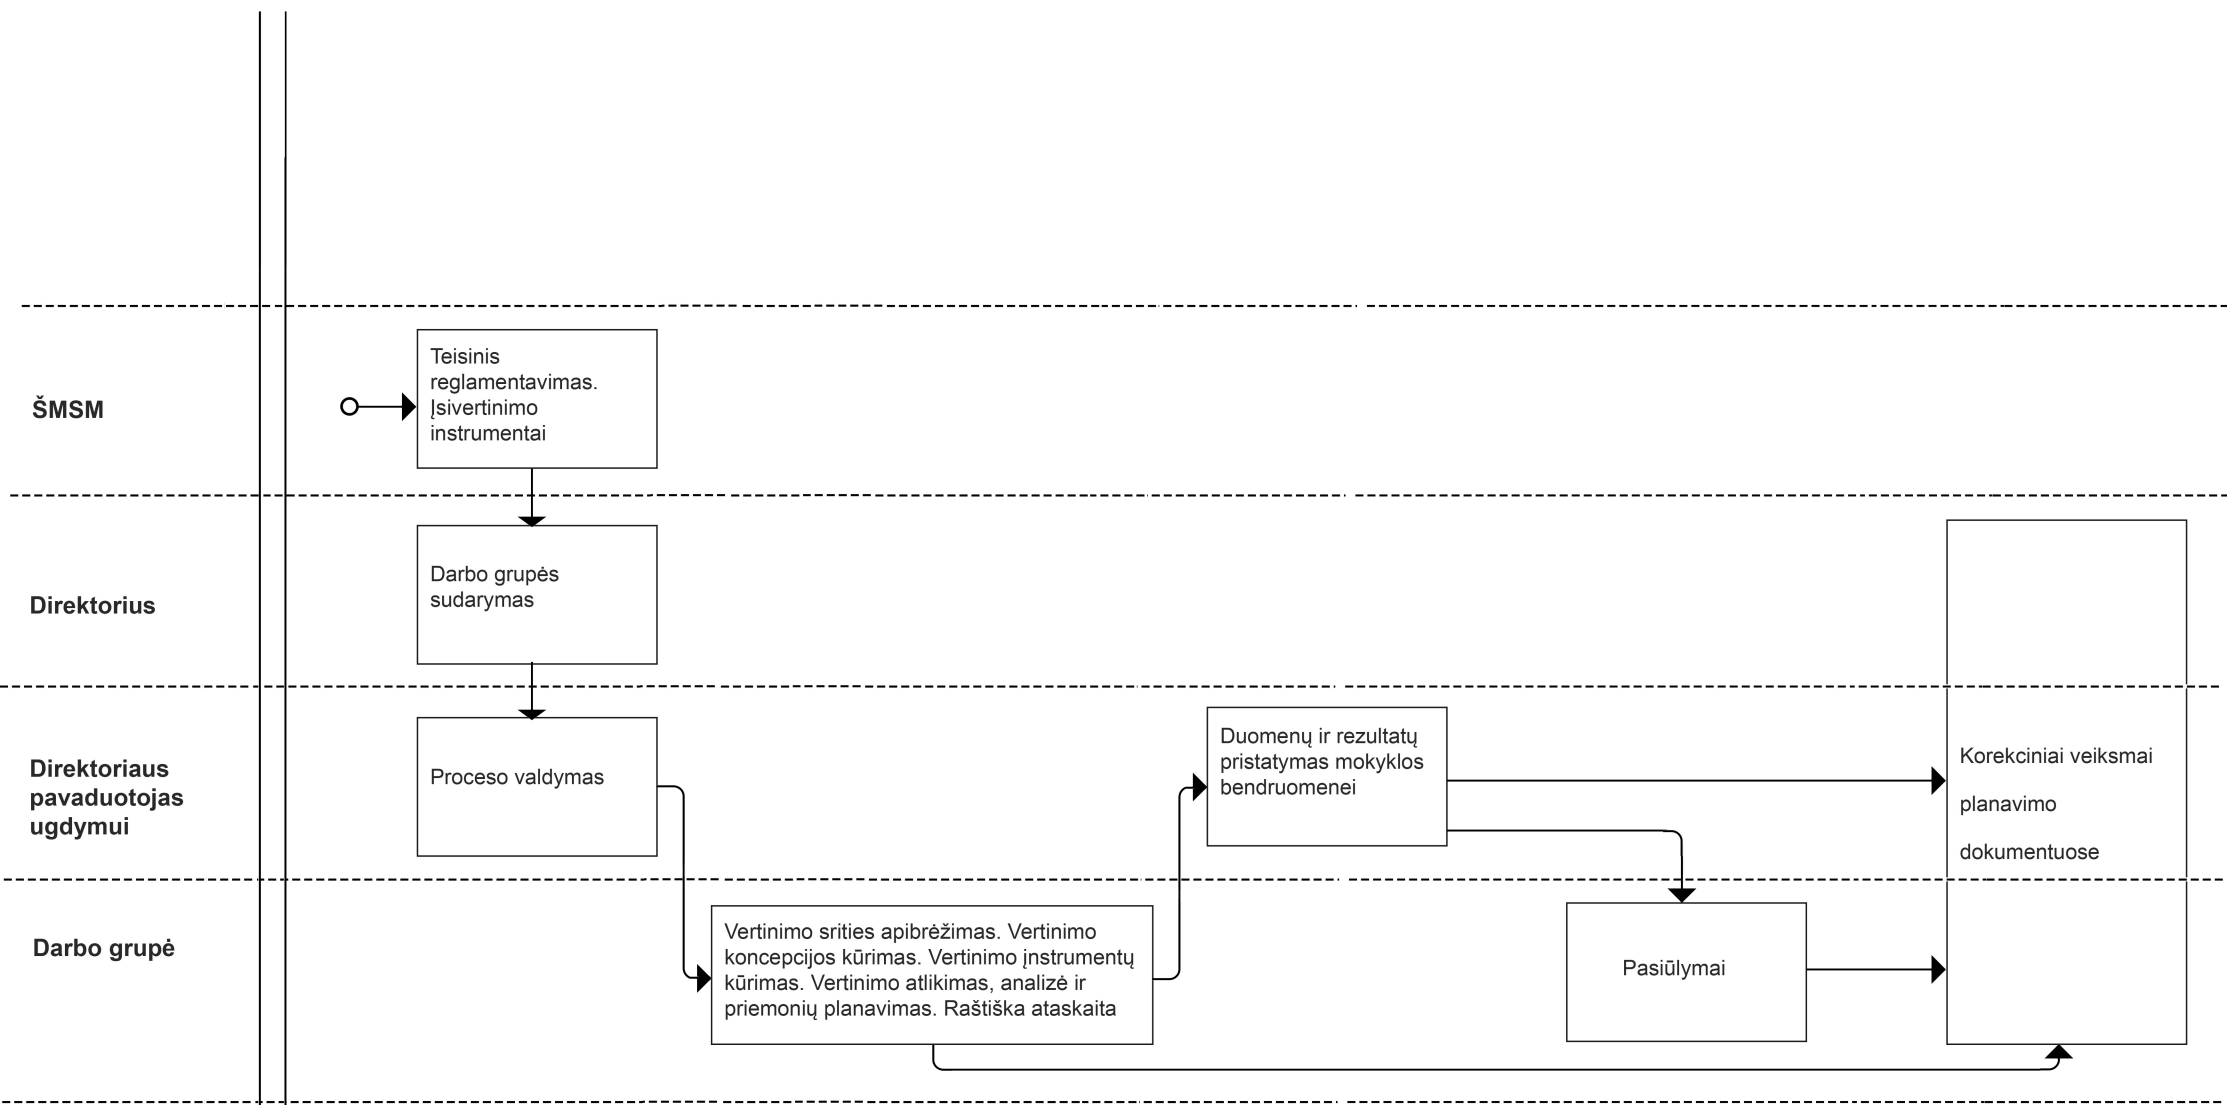 ŠMSM
Teisinis
reglamentavimas.
Įsivertinimo
instrumentai
Direktorius
Darbo grupės
sudarymas
Direktoriaus
pavaduotojas
ugdymui
Proceso valdymas
Duomenų ir rezultatų
pristatymas mokyklos
bendruomenei
Korekciniai veiksmai
planavimo
dokumentuose
Darbo grupė
Vertinimo srities apibrėžimas. Vertinimo
koncepcijos kūrimas. Vertinimo įnstrumentų
kūrimas. Vertinimo atlikimas, analizė ir
priemonių planavimas. Raštiška ataskaita
Pasiūlymai